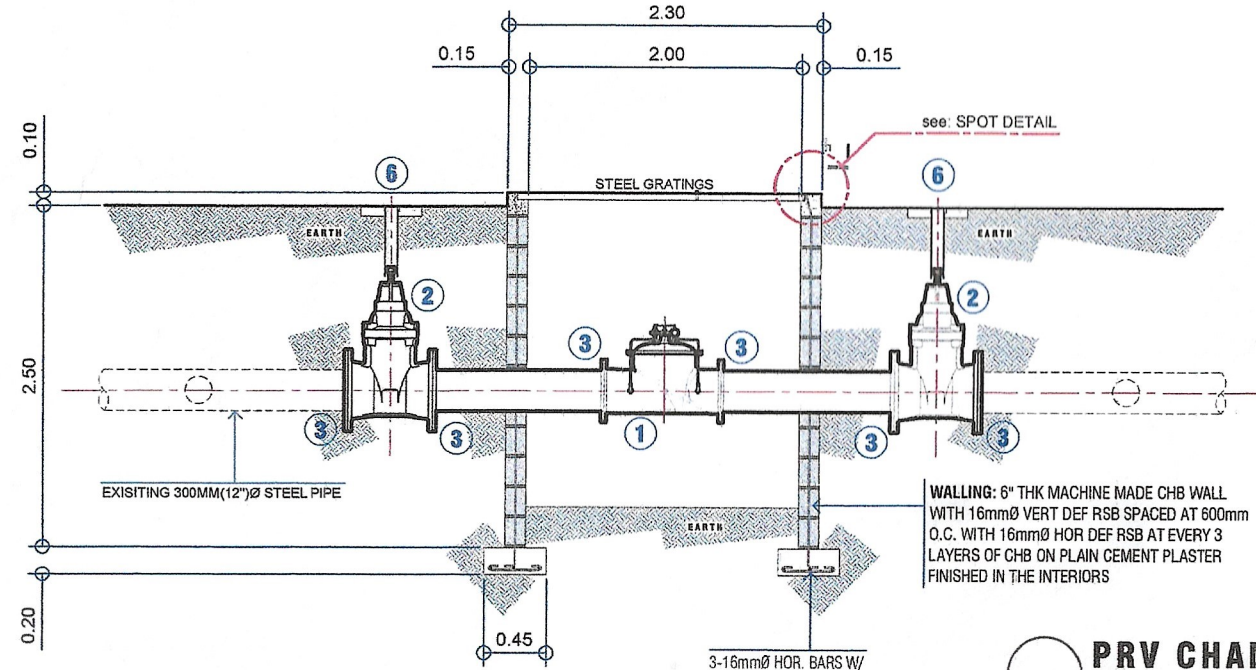 2.30
0.15
2.00
0.15
0.10
see: SPOT DETAIL
6
STEEL GRATINGS
6
EARTH
EARTH
2
2
3
3
2.50
3
3
1
3
3
EXISITING 300MM(12")Ø STEEL PIPE
WALLING: 6" THK MACHINE MADE CHB WALL
WITH 16mmØ VERT DEF RSB SPACED AT 600mm
O.C. WITH 16mmØ HOR DEF RSB AT EVERY 3
LAYERS OF CHB ON PLAIN CEMENT PLASTER
FINISHED IN THE INTERIORS
EARTH
0.20
0.45
3-16mmØ HOR. BARS W/
PRV